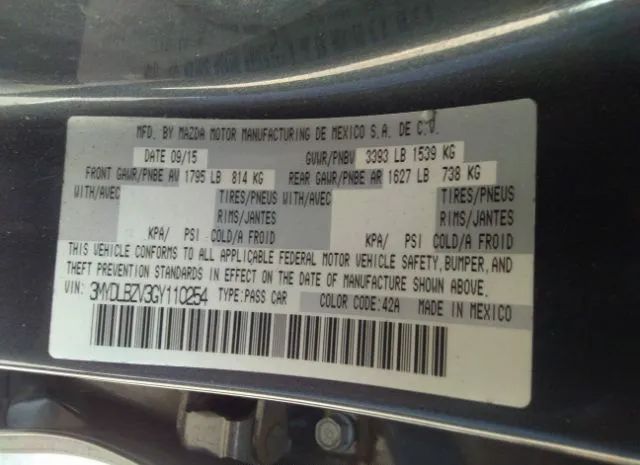 MFD. BY MAZDA MOTOR MANUFACTURING DE MEXICO S.A. DE C.V.
DATE 09/15 GVWR/PNBV 3393 LB 1539 KG
FRONT GAWR/PNBE AV 1795 LB 814 KG REAR GAWR/PNBE AR 1627 LB 738 KG
WITH/AVEC TIRES/PNEUS WITH/AVEC TIRES/PNEUS
RIMS/JANTES RIMS/JANTES
KPA/ PSI COLD/A FROID KPA/ PSI COLD/A FROID
THIS VEHICLE CONFORMS TO ALL APPLICABLE FEDERAL MOTOR VEHICLE SAFETY, BUMPER, AND
THEFT PREVENTION STANDARDS IN EFFECT ON THE DATE OF MANUFACTURE SHOWN ABOVE.
VIN: 3MYDLBZV3GY110254 TYPE:PASS CAR COLOR CODE:42A MADE IN MEXICO